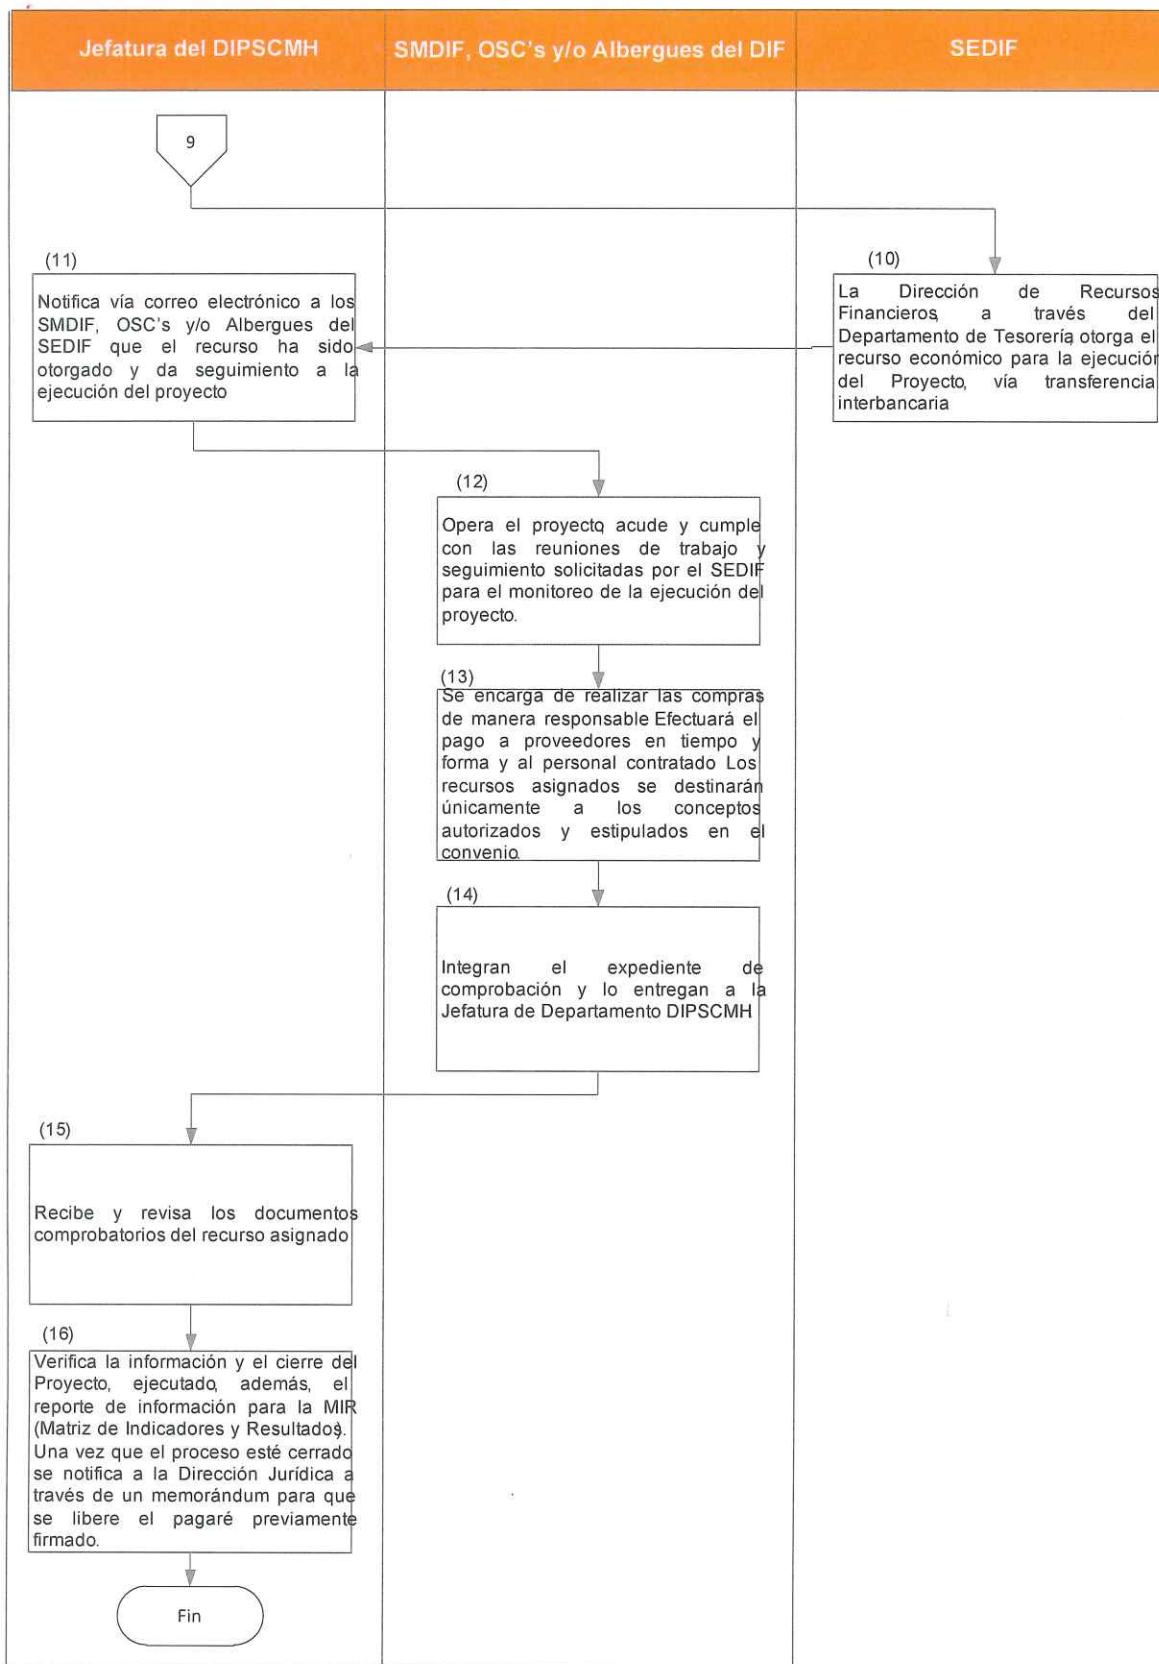 Jefatura del DIPSCMH
SMDIF, OSC's y/o Albergues del DIF
SEDIF
9
(10)
La Dirección de Recursos
Financieros, a través del
Departamento de Tesorería, otorga el
recurso económico para la ejecución
del Proyecto, vía transferencia
interbancaria
(11)
Notifica vía correo electrónico a los
SMDIF, OSC's y/o Albergues del
SEDIF que el recurso ha sido
otorgado y da seguimiento a la
ejecución del proyecto
(12)
Opera el proyecto, acude y cumple
con las reuniones de trabajo y
seguimiento solicitadas por el SEDIF
para el monitoreo de la ejecución del
proyecto.
(13)
Se encarga de realizar las compras
de manera responsable Efectuará el
pago a proveedores en tiempo y
forma y al personal contratado Los
recursos asignados se destinarán
únicamente a los conceptos
autorizados y estipulados en el
convenio.
(14)
Integran el expediente de
comprobación y lo entregan a la
Jefatura de Departamento DIPSCMH
(15)
Recibe y revisa los documentos
comprobatorios del recurso asignado
(16)
Verifica la información y el cierre del
Proyecto, ejecutado, además, el
reporte de información para la MIR
(Matriz de Indicadores y Resultados).
Una vez que el proceso esté cerrado
se notifica a la Dirección Jurídica a
través de un memorándum para que
se libere el pagaré previamente
firmado.
Fin